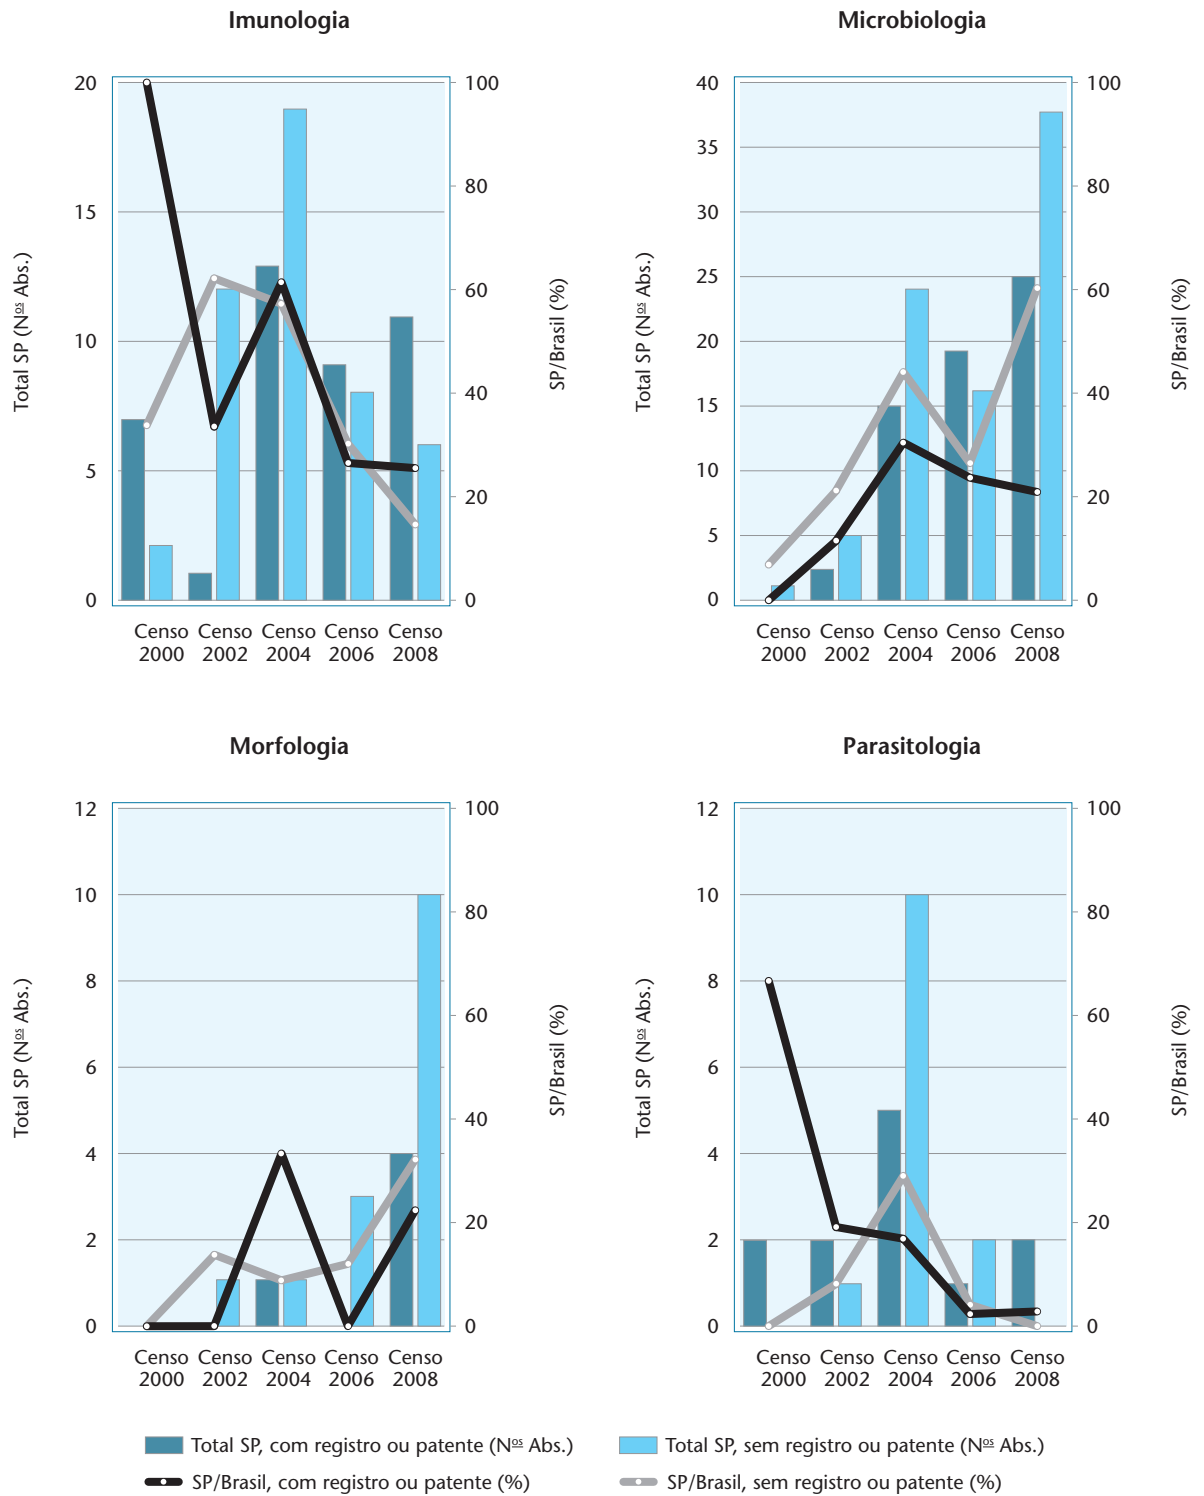 Imunologia
20
15
10
5
0
100
80
60
40
20
0
Total SP (Nos Abs.)
SP/Brasil (%)
Censo 2000
Censo 2002
Censo 2004
Censo 2006
Censo 2008
Microbiologia
40
35
30
25
20
15
10
5
0
100
80
60
40
20
0
Total SP (Nos Abs.)
SP/Brasil (%)
Censo 2000
Censo 2002
Censo 2004
Censo 2006
Censo 2008
Morfologia
12
10
8
6
4
2
0
100
80
60
40
20
0
Total SP (Nos Abs.)
SP/Brasil (%)
Censo 2000
Censo 2002
Censo 2004
Censo 2006
Censo 2008
Parasitologia
12
10
8
6
4
2
0
100
80
60
40
20
0
Total SP (Nos Abs.)
SP/Brasil (%)
Censo 2000
Censo 2002
Censo 2004
Censo 2006
Censo 2008
Total SP, com registro ou patente (Nos Abs.)
Total SP, sem registro ou patente (Nos Abs.)
SP/Brasil, com registro ou patente (%)
SP/Brasil, sem registro ou patente (%)